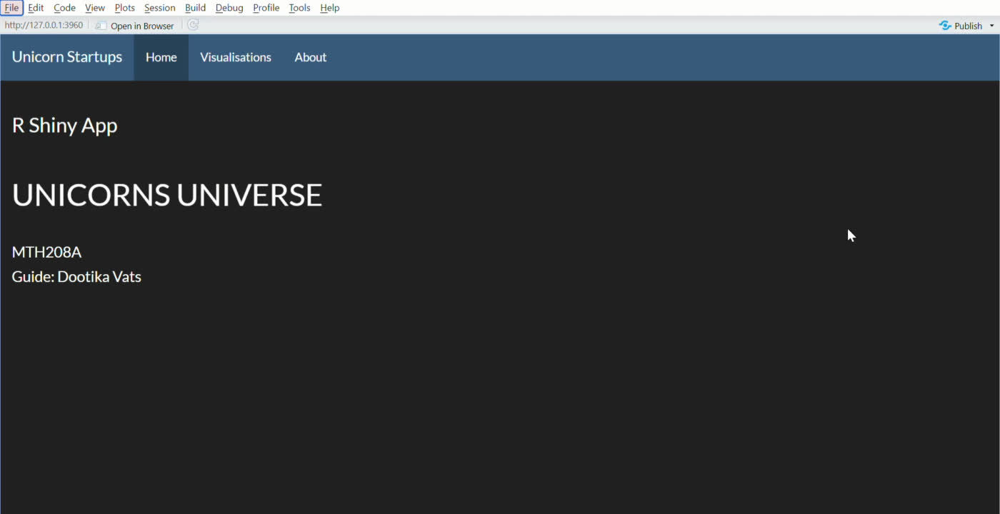 File Edit Code View Plots Session Build Debug Profile Tools Help
http://127.0.0.1:3960 Open in Browser Publish
Unicorn Startups Home Visualisations About
R Shiny App
UNICORNS UNIVERSE
MTH208A
Guide: Dootika Vats